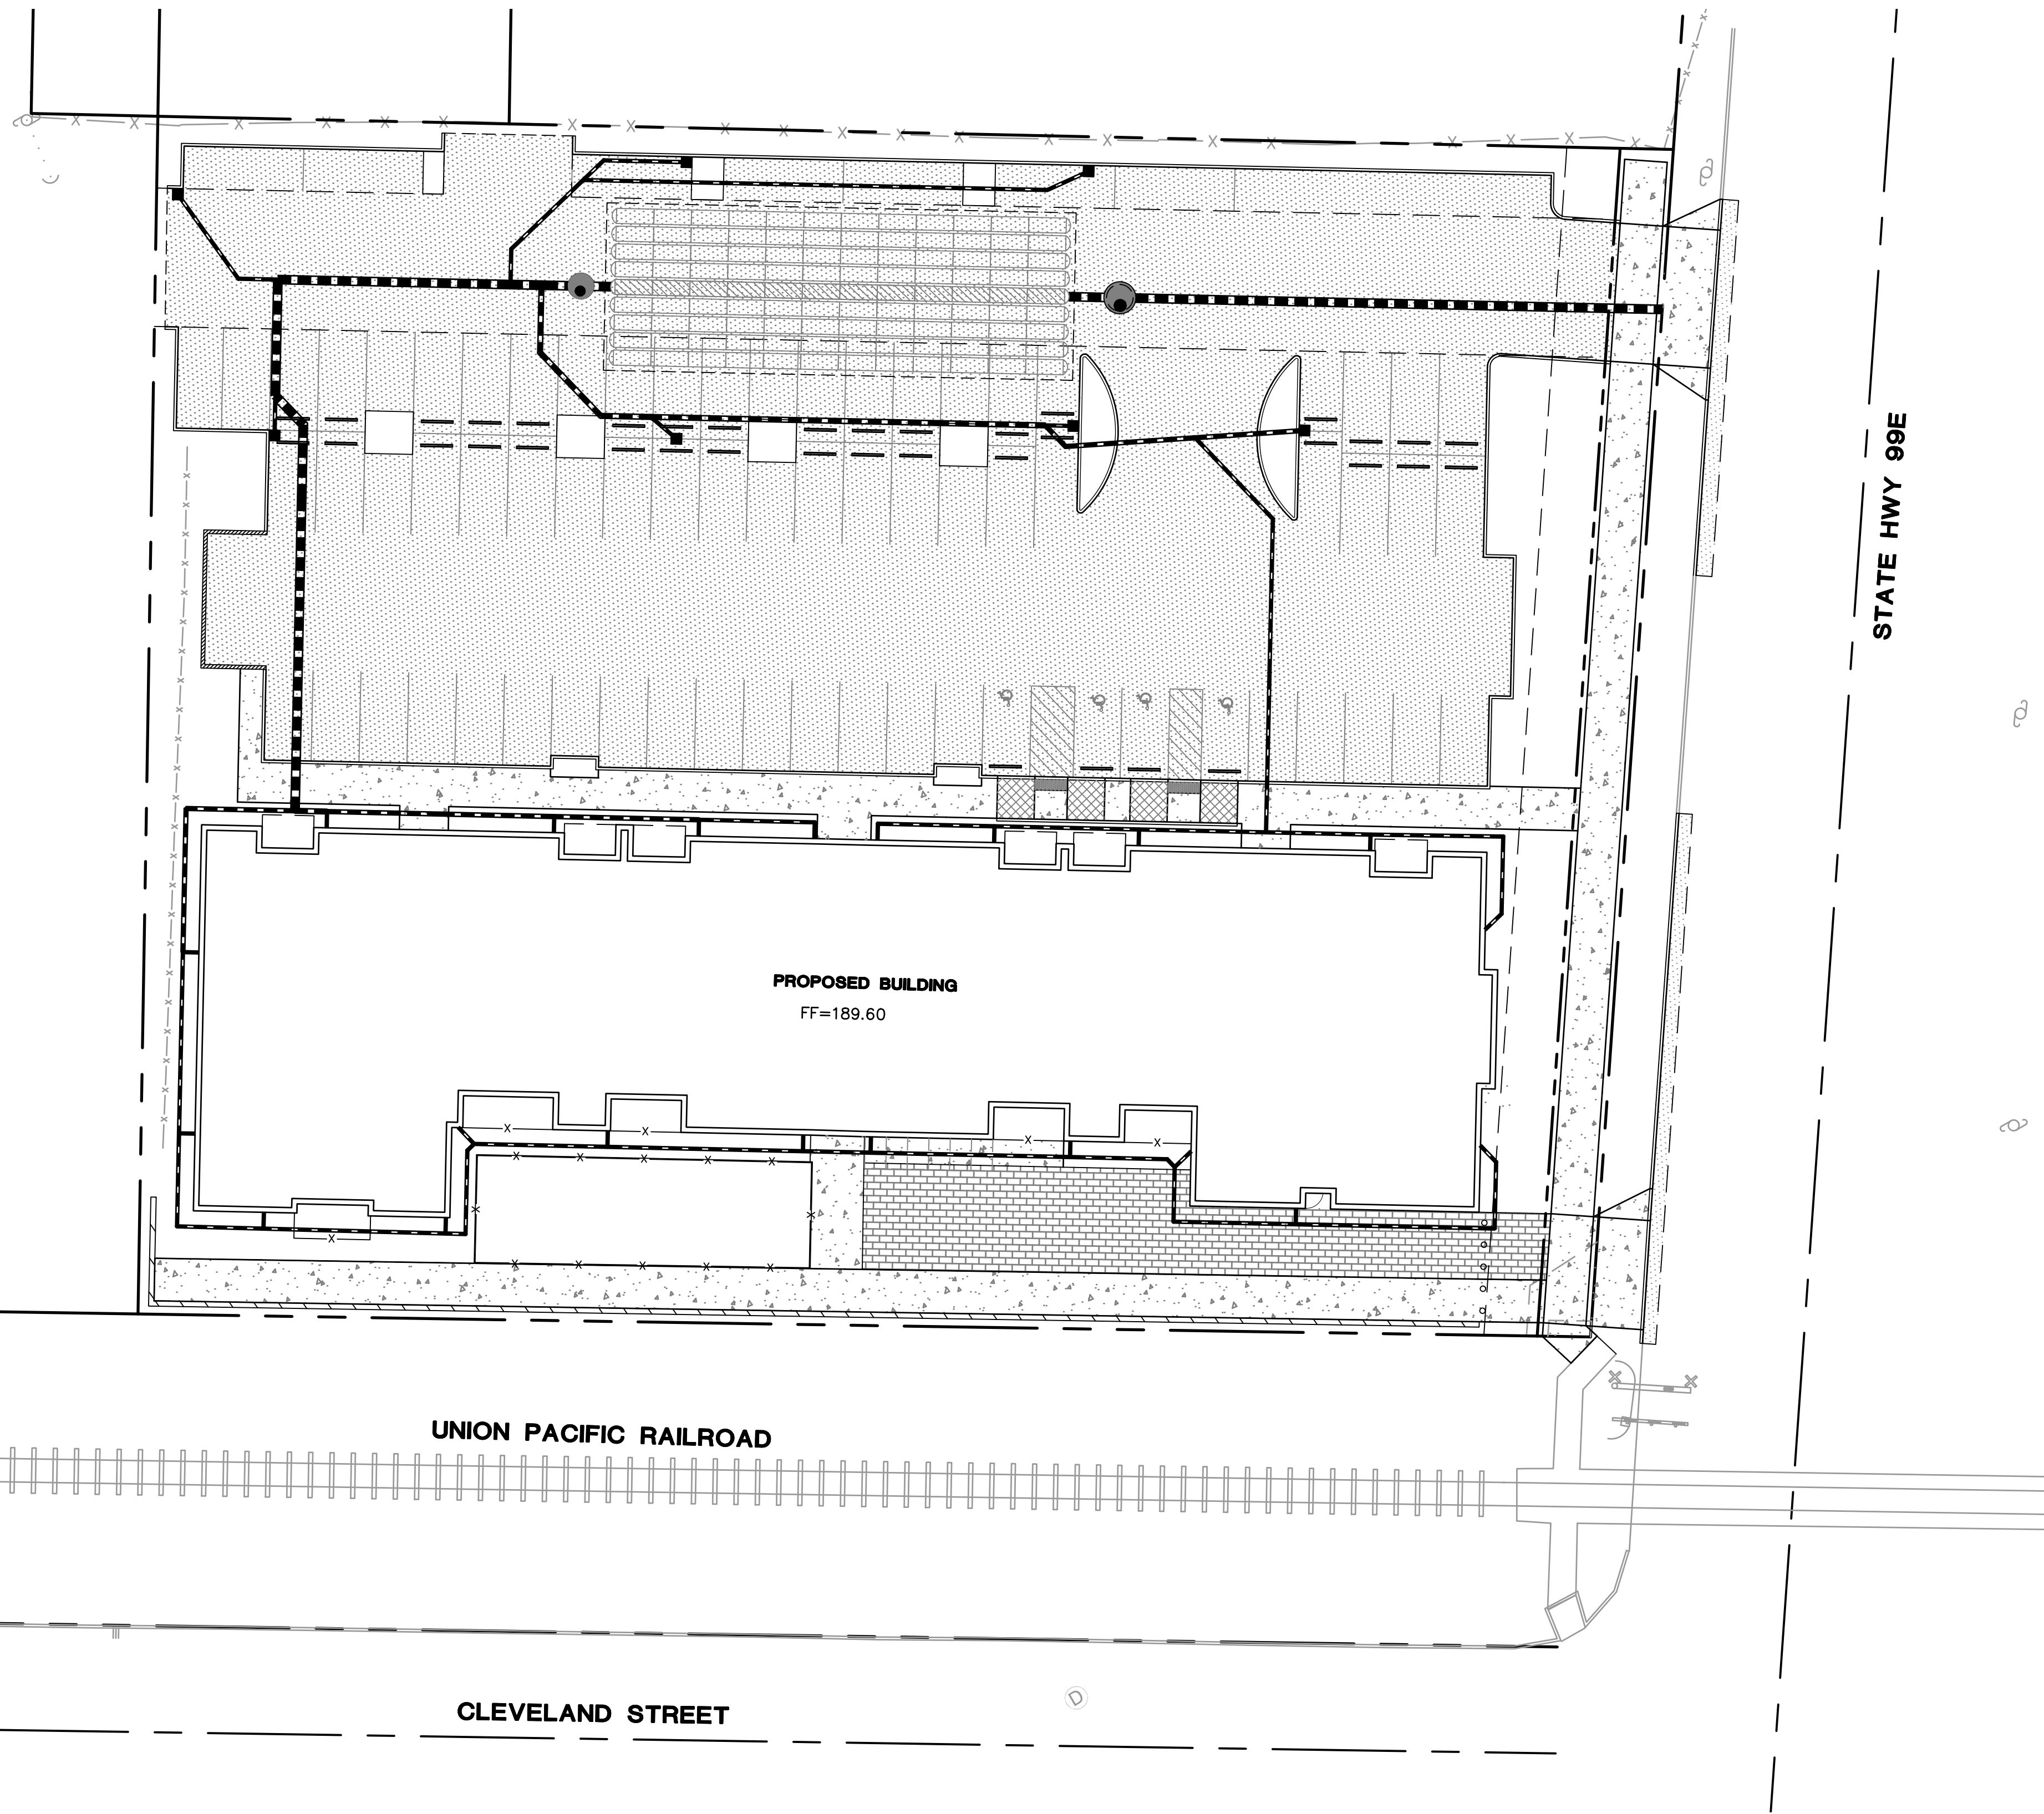 STATE HWY 99E
PROPOSED BUILDING
FF=189.60
UNION PACIFIC RAILROAD
CLEVELAND STREET
D